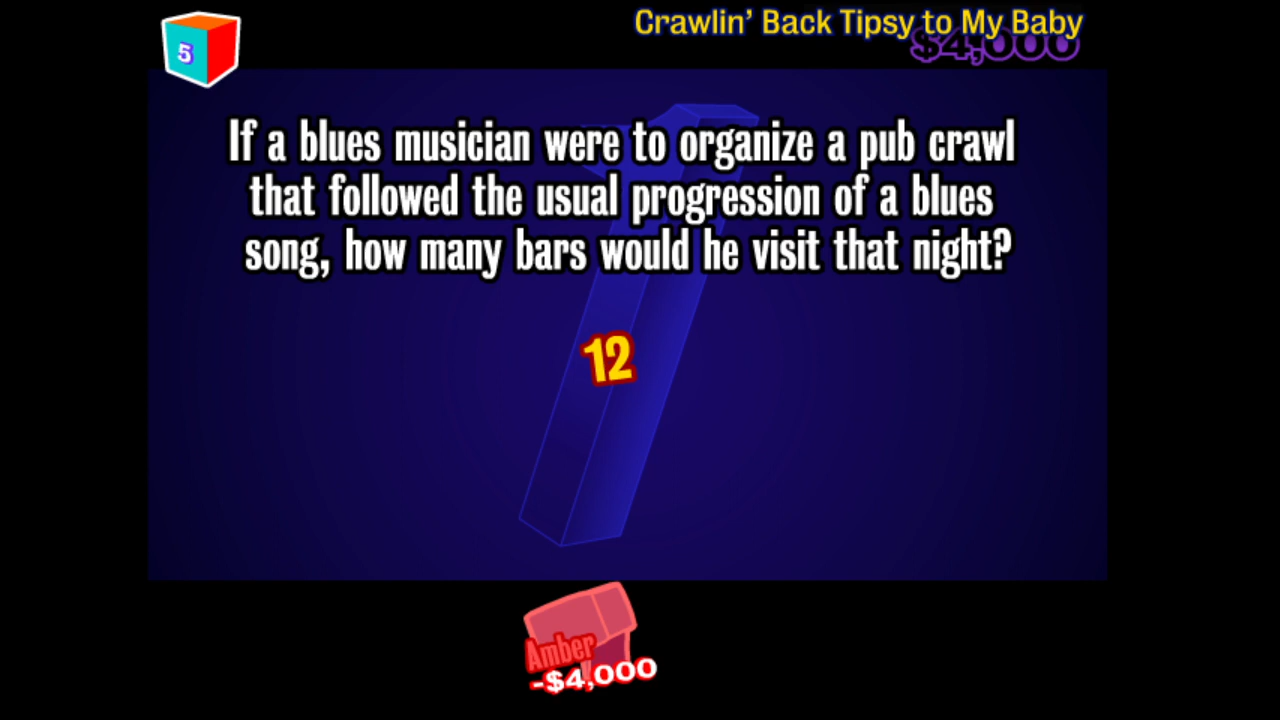 5
Crawlin' Back Tipsy to My Baby
$4,000
If a blues musician were to organize a pub crawl
that followed the usual progression of a blues
song, how many bars would he visit that night?
12
Amber
-$4,000